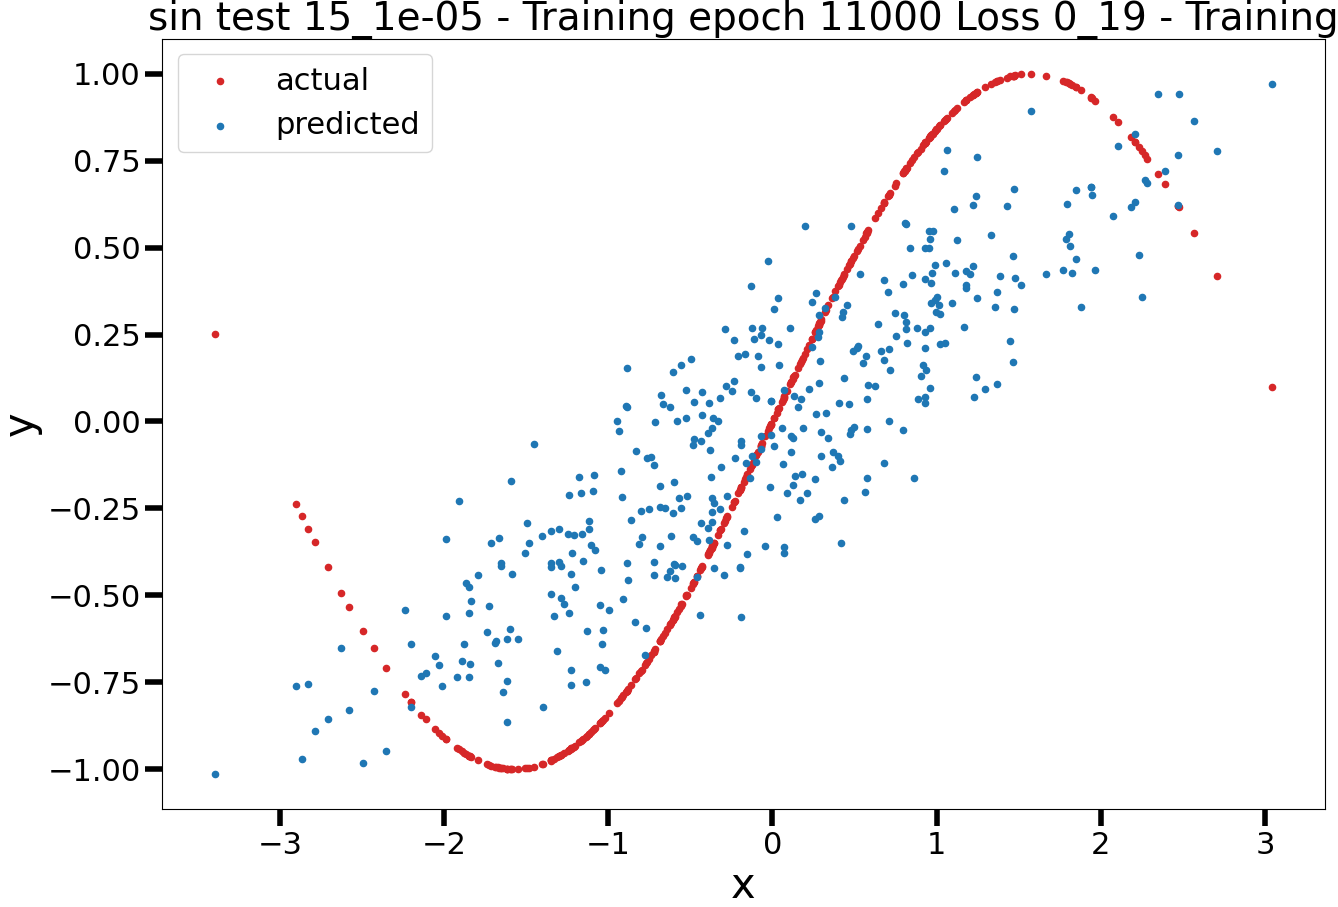 sin test 15_1e-05 - Training epoch 11000 Loss 0_19 - Training
actual
predicted
1.00
0.75
0.50
0.25
0.00
−0.25
−0.50
−0.75
−1.00
y
−3 −2 −1 0 1 2 3
x